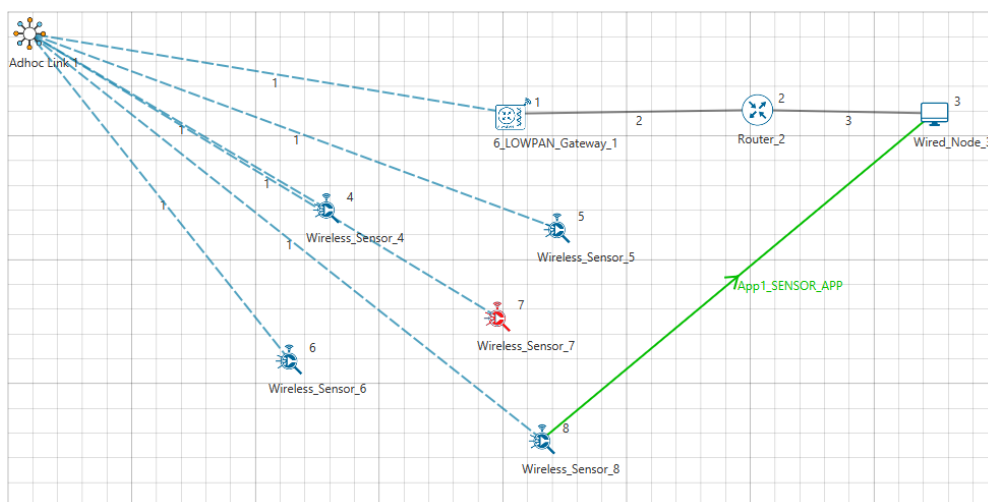 Adhoc Link 1
1
1
6_LOWPAN_Gateway_1
2
2
Router_2
3
3
Wired_Node_3
1
1
1
4
Wireless_Sensor_4
5
Wireless_Sensor_5
1
1
App1_SENSOR_APP
7
Wireless_Sensor_7
6
Wireless_Sensor_6
8
Wireless_Sensor_8